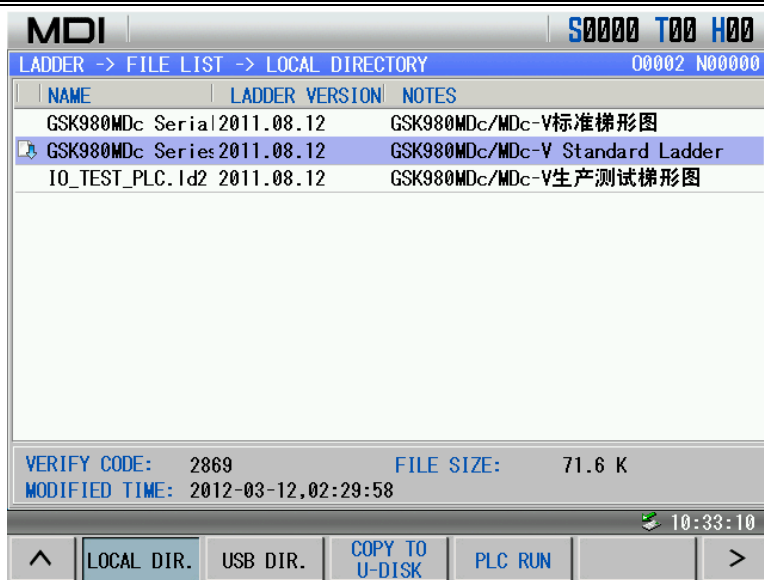 MDI S0000 T00 H00
LADDER -> FILE LIST -> LOCAL DIRECTORY O0002 N00000
NAME LADDER VERSION NOTES
GSK980MDc Serial 2011.08.12 GSK980MDc/MDc-V标准梯形图
GSK980MDc Series 2011.08.12 GSK980MDc/MDc-V Standard Ladder
IO_TEST_PLC.ld2 2011.08.12 GSK980MDc/MDc-V生产测试梯形图
VERIFY CODE: 2869 FILE SIZE: 71.6 K
MODIFIED TIME: 2012-03-12,02:29:58
10:33:10
LOCAL DIR. USB DIR. COPY TO U-DISK PLC RUN >